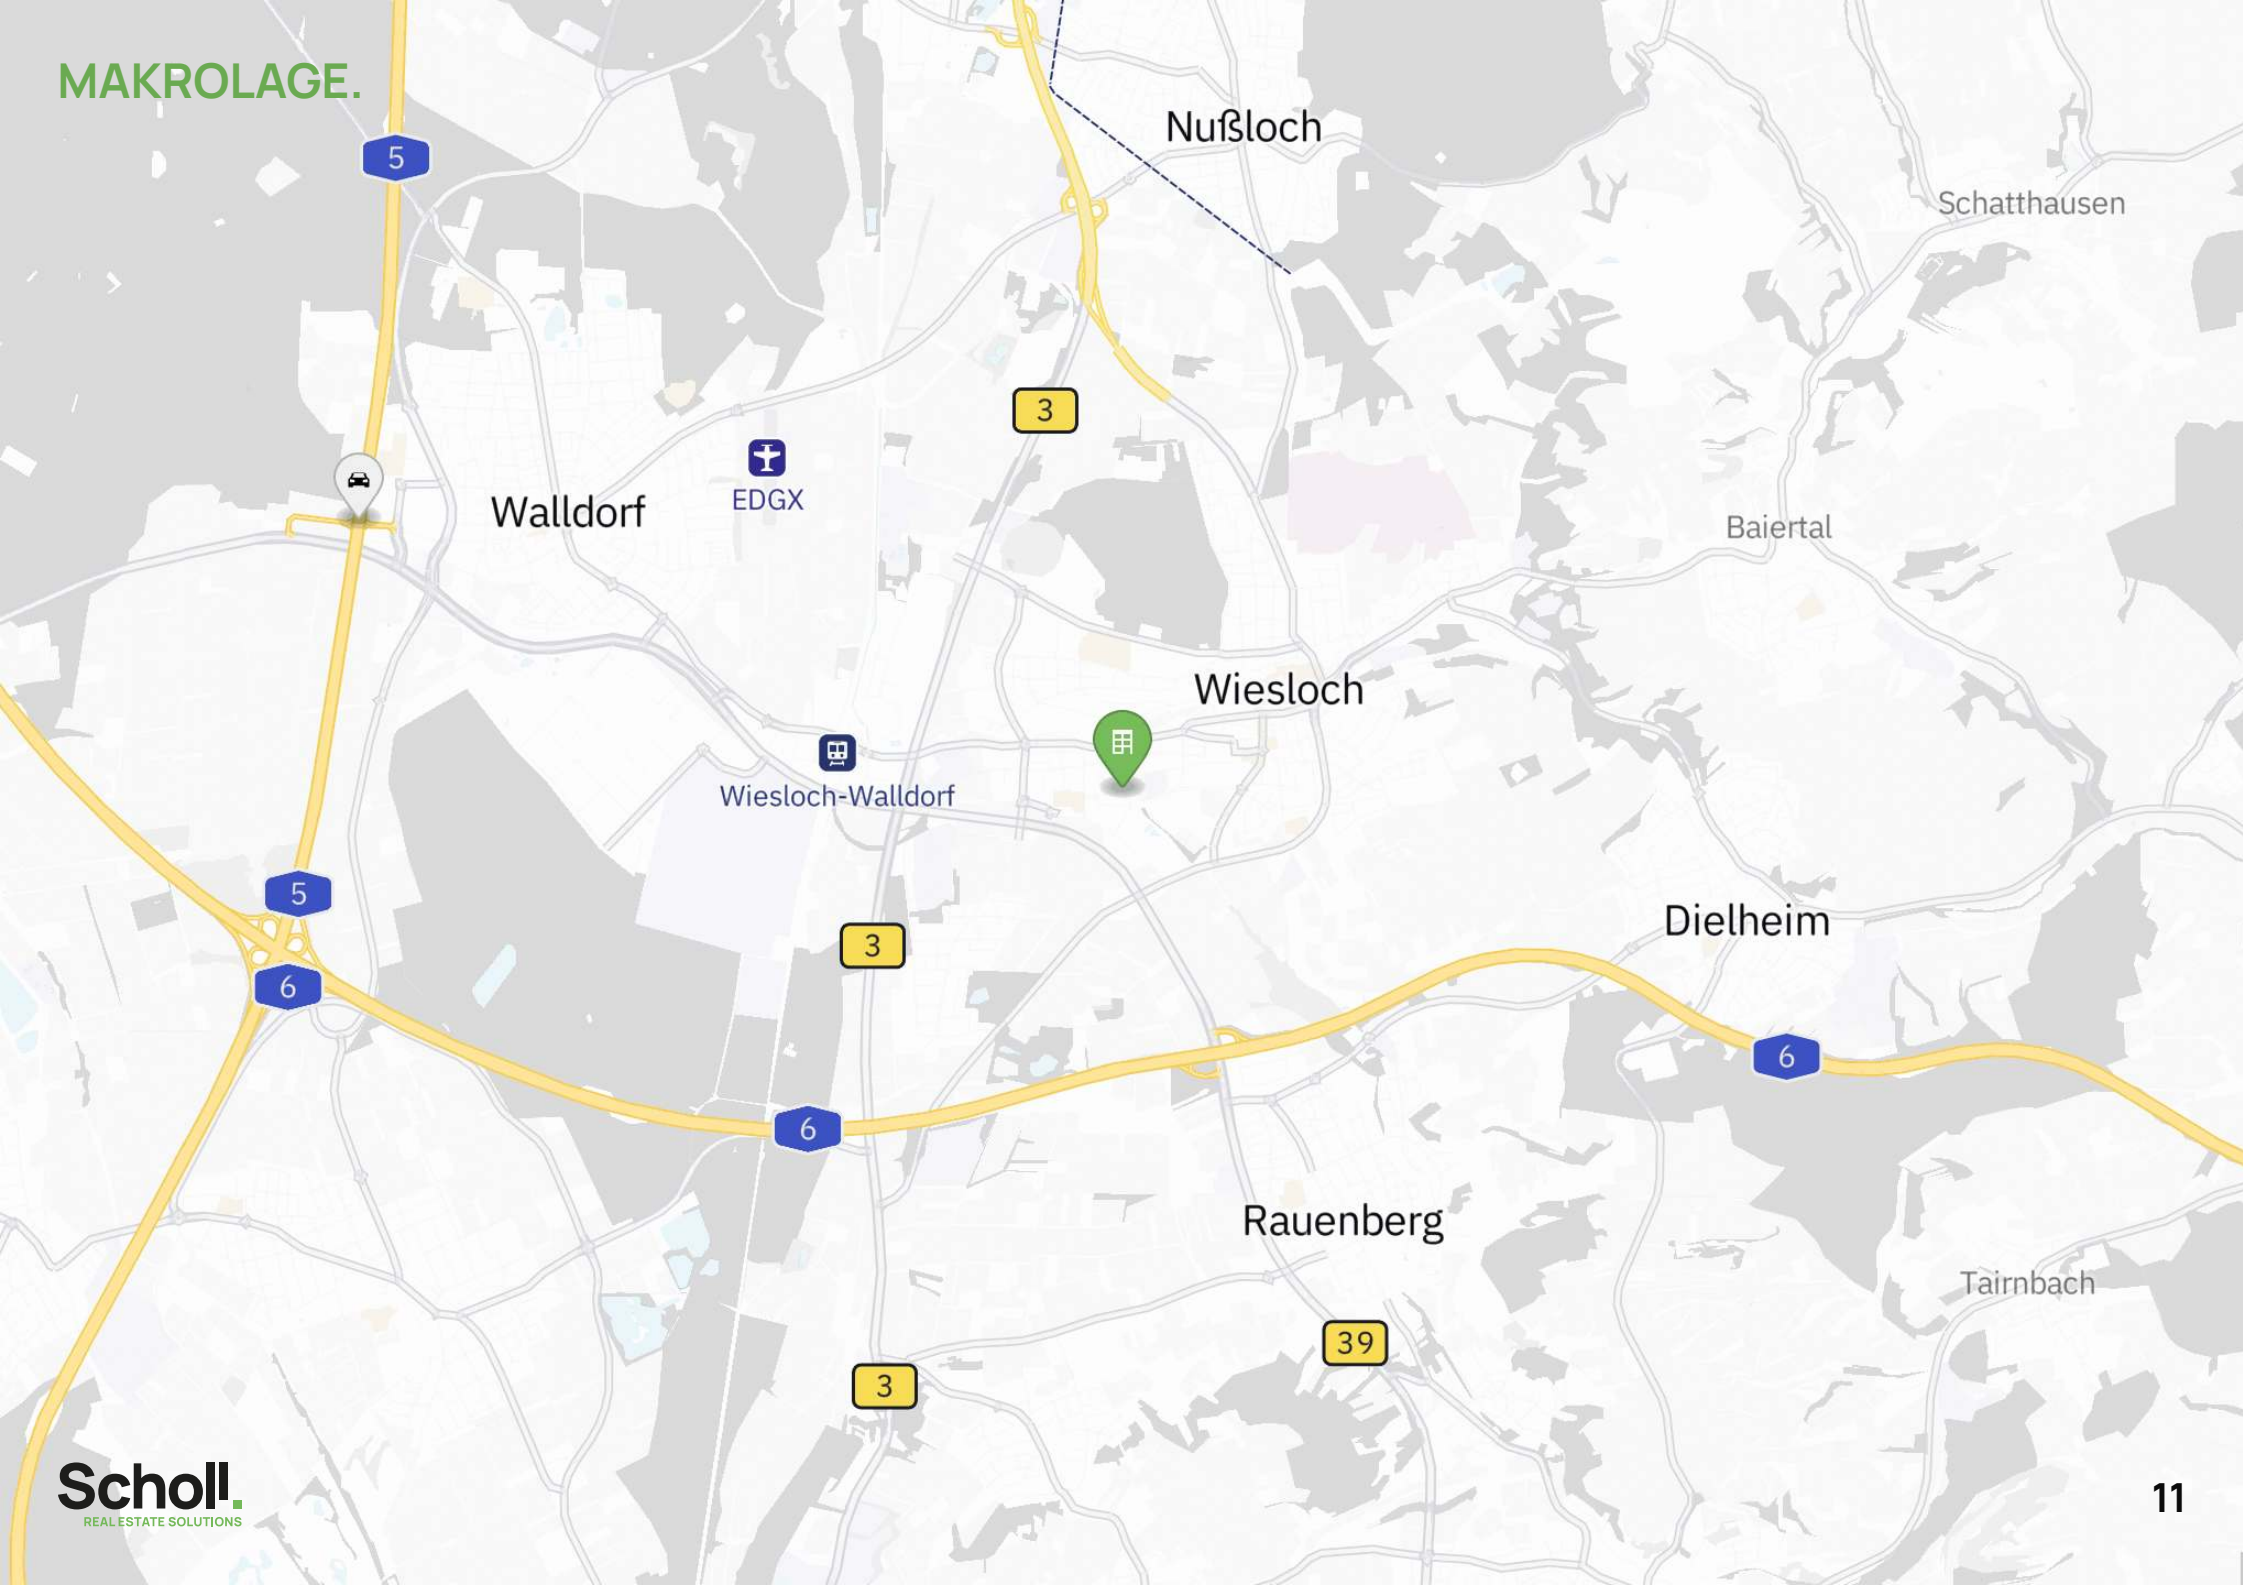 MAKROLAGE.
Nußloch
5
Schatthausen
3
EDGX
Walldorf
Baiertal
Wiesloch
Wiesloch-Walldorf
5
Dielheim
3
6
6
6
Rauenberg
Tairnbach
39
3
Scholl.
REAL ESTATE SOLUTIONS
11